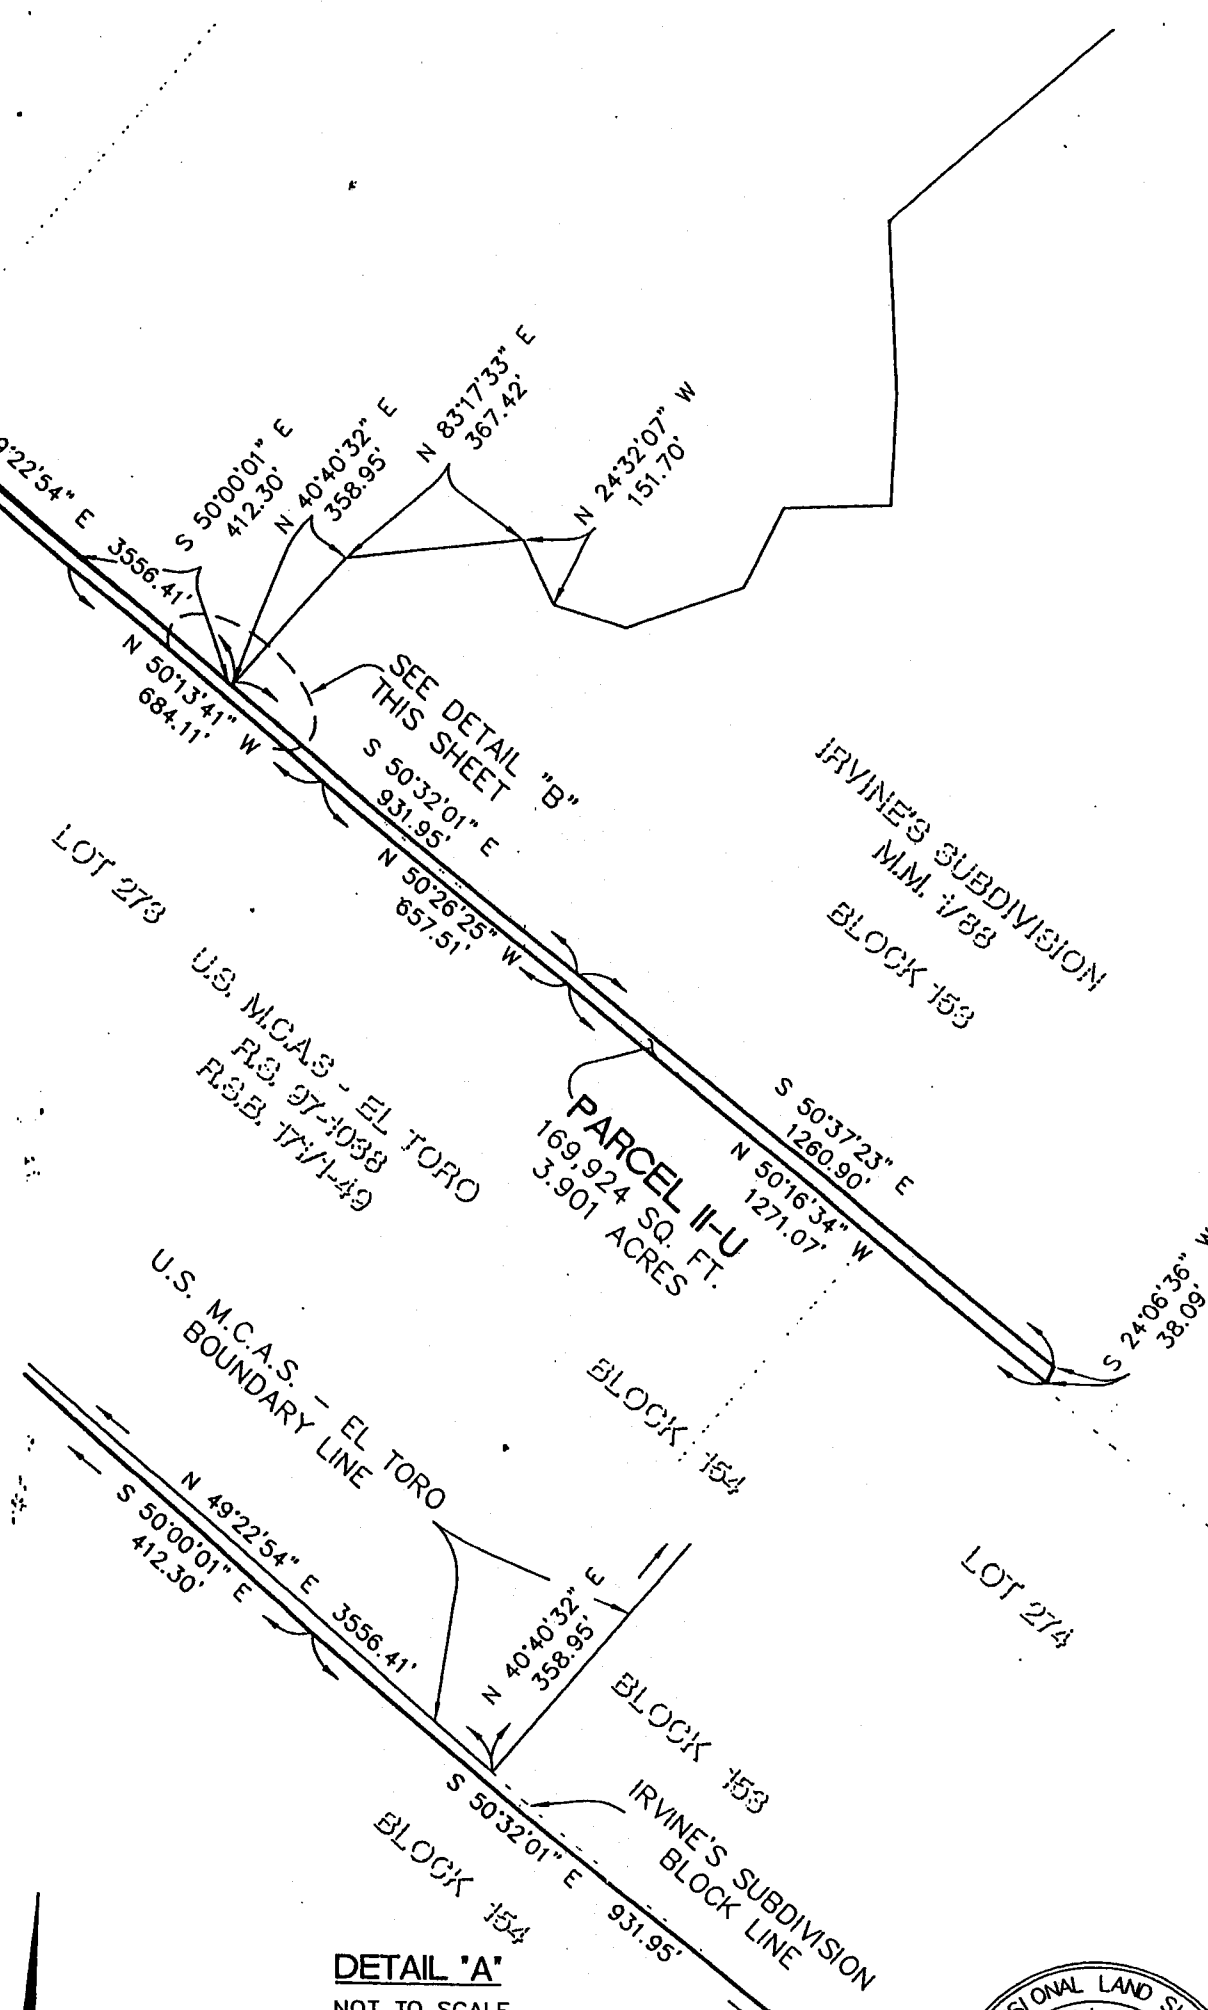 9°22'54" E
3556.41'
S 50°00'01" E
412.30'
N 40°40'32" E
358.95'
N 83°17'33" E
367.42'
N 24°32'07" W
151.70'
N 50°13'41" W
684.11'
SEE DETAIL "B"
THIS SHEET
S 50°32'01" E
931.95'
N 50°26'25" W
657.51'
IRVINE'S SUBDIVISION
M.M. 1/88
BLOCK 153
LOT 273
U.S. M.C.A.S - EL TORO
R.S. 97-1038
R.S.B. 171/1-49
PARCEL II-U
169,924 SQ. FT.
3.901 ACRES
S 50°37'23" E
1260.90'
N 50°16'34" W
1271.07'
S 24°06'36" W
38.09'
BLOCK 154
LOT 274
U.S. M.C.A.S. - EL TORO
BOUNDARY LINE
N 49°22'54" E
3556.41'
S 50°00'01" E
412.30'
N 40°40'32" E
358.95'
BLOCK 153
S 50°32'01" E
931.95'
IRVINE'S SUBDIVISION
BLOCK LINE
BLOCK 154
DETAIL "A"
NOT TO SCALE
IONAL LAND S